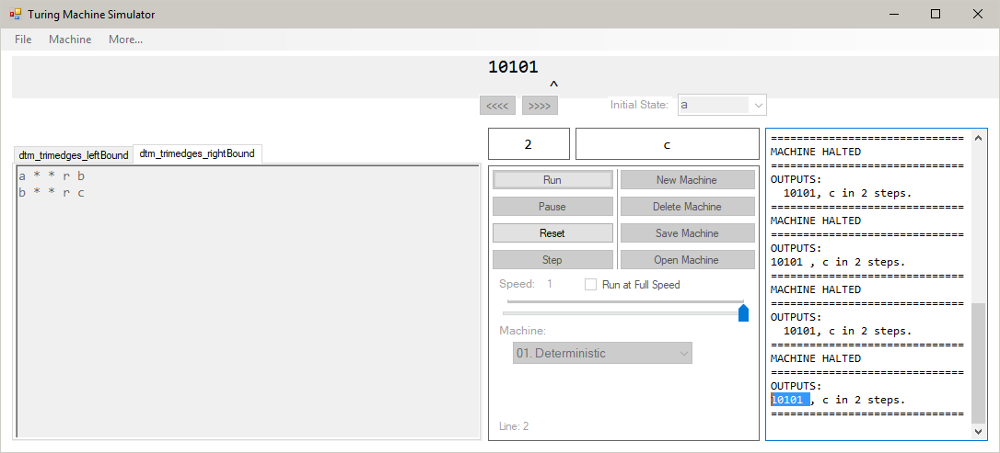 Turing Machine Simulator
File Machine More...
10101
^
<<<< >>>> Initial State: a
dtm_trimedges_leftBound dtm_trimedges_rightBound
a * * r b
b * * r c
2 c
Run New Machine
Pause Delete Machine
Reset Save Machine
Step Open Machine
Speed: 1 Run at Full Speed
Machine:
01. Deterministic
Line: 2
==============================
MACHINE HALTED
==============================
OUTPUTS:
  10101, c in 2 steps.
==============================
MACHINE HALTED
==============================
OUTPUTS:
10101 , c in 2 steps.
==============================
MACHINE HALTED
==============================
OUTPUTS:
  10101, c in 2 steps.
==============================
MACHINE HALTED
==============================
OUTPUTS:
10101 , c in 2 steps.
==============================